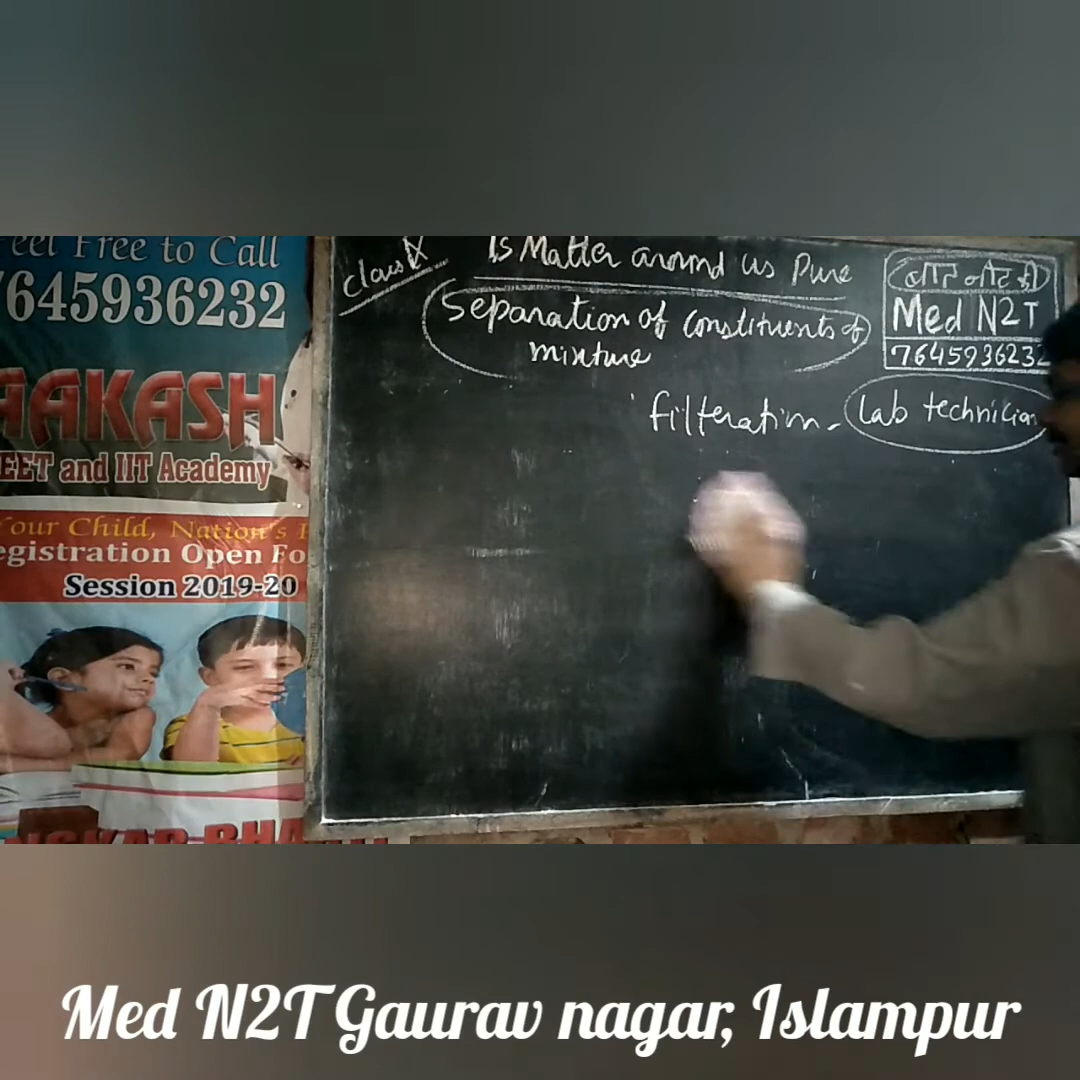 Feel Free to Call
7645936232
AAKASH
NEET and IIT Academy
Your Child, Nation's
Registration Open Fo
Session 2019-20
class IX
Is Matter around us Pure
Separation of Constituents of
mixture
Med N2T
7645936232
filteration - Lab technician
Med N2T Gaurav nagar, Islampur